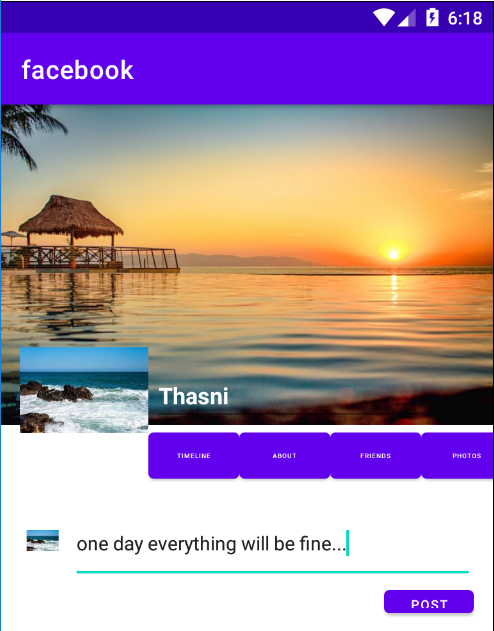 6:18
facebook
Thasni
TIMELINE ABOUT FRIENDS PHOTOS
one day everything will be fine...
POST